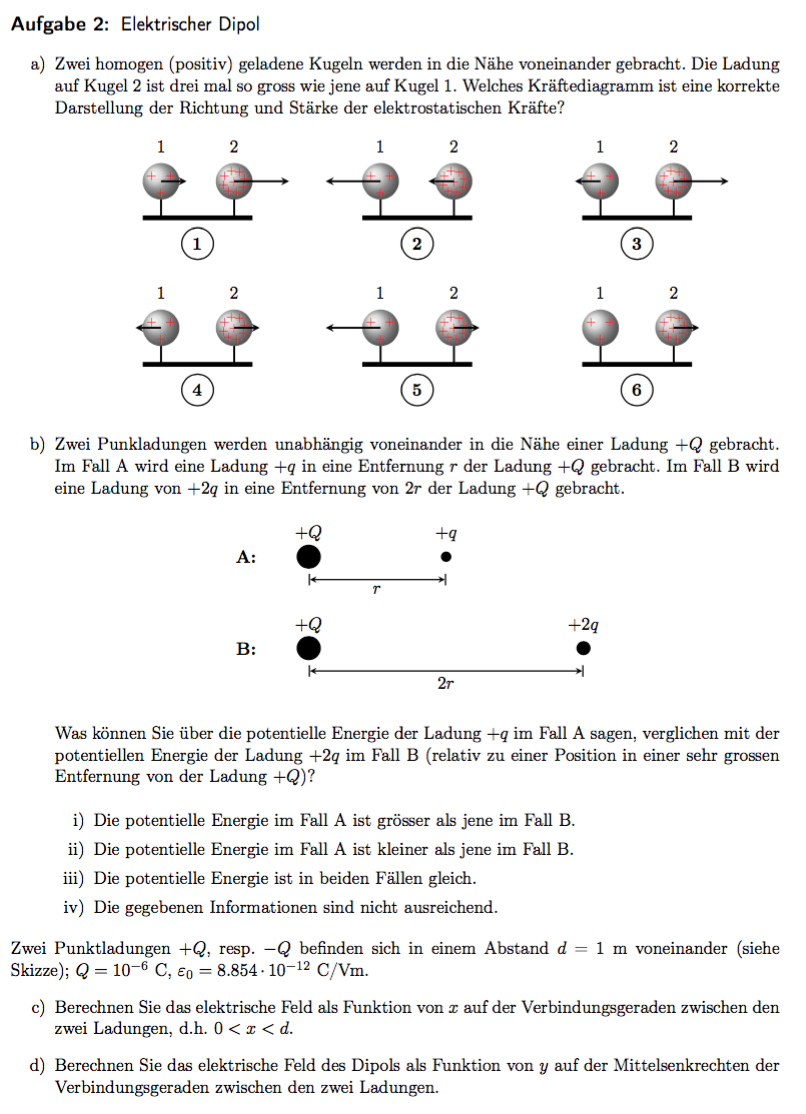 Aufgabe 2: Elektrischer Dipol
a) Zwei homogen (positiv) geladene Kugeln werden in die Nähe voneinander gebracht. Die Ladung
auf Kugel 2 ist drei mal so gross wie jene auf Kugel 1. Welches Kräftediagramm ist eine korrekte
Darstellung der Richtung und Stärke der elektrostatischen Kräfte?
1 2 1 2 1 2
1 2 3
1 2 1 2 1 2
4 5 6
b) Zwei Punkladungen werden unabhängig voneinander in die Nähe einer Ladung +Q gebracht.
Im Fall A wird eine Ladung +q in eine Entfernung r der Ladung +Q gebracht. Im Fall B wird
eine Ladung von +2q in eine Entfernung von 2r der Ladung +Q gebracht.
+Q +q
A:
r
+Q +2q
B:
2r
Was können Sie über die potentielle Energie der Ladung +q im Fall A sagen, verglichen mit der
potentiellen Energie der Ladung +2q im Fall B (relativ zu einer Position in einer sehr grossen
Entfernung von der Ladung +Q)?
i) Die potentielle Energie im Fall A ist grösser als jene im Fall B.
ii) Die potentielle Energie im Fall A ist kleiner als jene im Fall B.
iii) Die potentielle Energie ist in beiden Fällen gleich.
iv) Die gegebenen Informationen sind nicht ausreichend.
Zwei Punktladungen +Q, resp. −Q befinden sich in einem Abstand d = 1 m voneinander (siehe
Skizze); Q = 10⁻⁶ C, ε₀ = 8.854 · 10⁻¹² C/Vm.
c) Berechnen Sie das elektrische Feld als Funktion von x auf der Verbindungsgeraden zwischen den
zwei Ladungen, d.h. 0 < x < d.
d) Berechnen Sie das elektrische Feld des Dipols als Funktion von y auf der Mittelsenkrechten der
Verbindungsgeraden zwischen den zwei Ladungen.